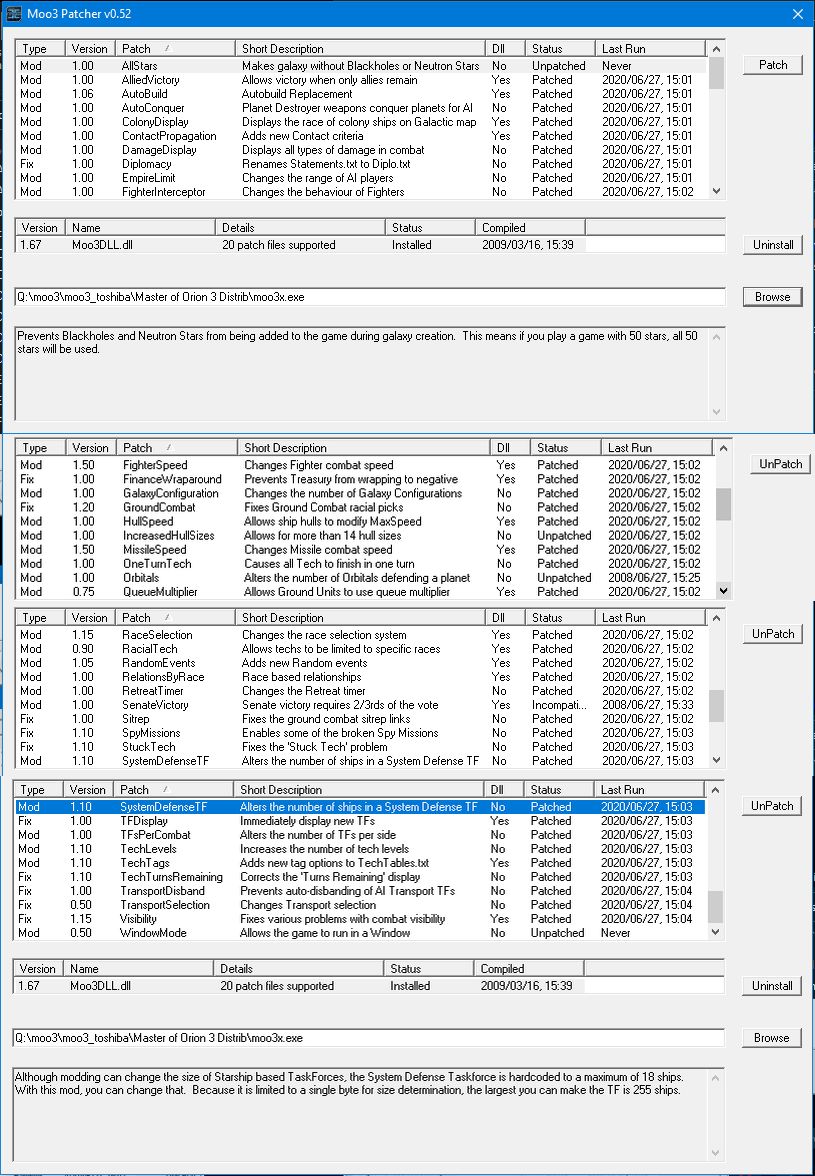 Moo3 Patcher v0.52
Type Version Patch Short Description Dll Status Last Run
Mod 1.00 AllStars Makes galaxy without Blackholes or Neutron Stars No Unpatched Never
Patch
Mod 1.00 AlliedVictory Allows victory when only allies remain Yes Patched 2020/06/27, 15:01
Mod 1.06 AutoBuild Autobuild Replacement Yes Patched 2020/06/27, 15:01
Mod 1.00 AutoConquer Planet Destroyer weapons conquer planets for AI No Patched 2020/06/27, 15:01
Mod 1.00 ColonyDisplay Displays the race of colony ships on Galactic map Yes Patched 2020/06/27, 15:01
Mod 1.00 ContactPropagation Adds new Contact criteria Yes Patched 2020/06/27, 15:01
Mod 1.00 DamageDisplay Displays all types of damage in combat No Patched 2020/06/27, 15:01
Fix 1.00 Diplomacy Renames Statements.txt to Diplo.txt No Patched 2020/06/27, 15:01
Mod 1.00 EmpireLimit Changes the range of AI players No Patched 2020/06/27, 15:01
Mod 1.00 FighterInterceptor Changes the behaviour of Fighters No Patched 2020/06/27, 15:02
Version Name Details Status Compiled
1.67 Moo3DLL.dll 20 patch files supported Installed 2009/03/16, 15:39
Uninstall
Q:\moo3\moo3_toshiba\Master of Orion 3 Distrib\moo3x.exe
Browse
Prevents Blackholes and Neutron Stars from being added to the game during galaxy creation. This means if you play a game with 50 stars, all 50
stars will be used.
Type Version Patch Short Description Dll Status Last Run
Mod 1.50 FighterSpeed Changes Fighter combat speed Yes Patched 2020/06/27, 15:02
UnPatch
Fix 1.00 FinanceWraparound Prevents Treasury from wrapping to negative Yes Patched 2020/06/27, 15:02
Mod 1.00 GalaxyConfiguration Changes the number of Galaxy Configurations No Patched 2020/06/27, 15:02
Fix 1.20 GroundCombat Fixes Ground Combat racial picks No Patched 2020/06/27, 15:02
Mod 1.00 HullSpeed Allows ship hulls to modify MaxSpeed Yes Patched 2020/06/27, 15:02
Mod 1.00 IncreasedHullSizes Allows for more than 14 hull sizes No Unpatched 2020/06/27, 15:02
Mod 1.50 MissileSpeed Changes Missile combat speed Yes Patched 2020/06/27, 15:02
Mod 1.00 OneTurnTech Causes all Tech to finish in one turn No Patched 2020/06/27, 15:02
Mod 1.00 Orbitals Alters the number of Orbitals defending a planet No Unpatched 2008/06/27, 15:25
Mod 0.75 QueueMultiplier Allows Ground Units to use queue multiplier Yes Patched 2020/06/27, 15:02
Type Version Patch Short Description Dll Status Last Run
Mod 1.15 RaceSelection Changes the race selection system Yes Patched 2020/06/27, 15:02
UnPatch
Mod 0.90 RacialTech Allows techs to be limited to specific races Yes Patched 2020/06/27, 15:02
Mod 1.05 RandomEvents Adds new Random events Yes Patched 2020/06/27, 15:02
Mod 1.00 RelationsByRace Race based relationships Yes Patched 2020/06/27, 15:02
Mod 1.00 RetreatTimer Changes the Retreat timer No Patched 2020/06/27, 15:02
Mod 1.00 SenateVictory Senate victory requires 2/3rds of the vote Yes Incompati... 2008/06/27, 15:33
Fix 1.00 Sitrep Fixes the ground combat sitrep links No Patched 2020/06/27, 15:02
Fix 1.10 SpyMissions Enables some of the broken Spy Missions No Patched 2020/06/27, 15:03
Fix 1.10 StuckTech Fixes the 'Stuck Tech' problem No Patched 2020/06/27, 15:03
Mod 1.10 SystemDefenseTF Alters the number of ships in a System Defense TF No Patched 2020/06/27, 15:03
Type Version Patch Short Description Dll Status Last Run
Mod 1.10 SystemDefenseTF Alters the number of ships in a System Defense TF No Patched 2020/06/27, 15:03
UnPatch
Fix 1.00 TFDisplay Immediately display new TFs Yes Patched 2020/06/27, 15:03
Mod 1.00 TFsPerCombat Alters the number of TFs per side No Patched 2020/06/27, 15:03
Mod 1.10 TechLevels Increases the number of tech levels No Patched 2020/06/27, 15:03
Mod 1.10 TechTags Adds new tag options to TechTables.txt Yes Patched 2020/06/27, 15:03
Fix 1.10 TechTurnsRemaining Corrects the 'Turns Remaining' display No Patched 2020/06/27, 15:03
Fix 1.00 TransportDisband Prevents auto-disbanding of AI Transport TFs No Patched 2020/06/27, 15:04
Fix 0.50 TransportSelection Changes Transport selection No Patched 2020/06/27, 15:04
Fix 1.15 Visibility Fixes various problems with combat visibility Yes Patched 2020/06/27, 15:04
Mod 0.50 WindowMode Allows the game to run in a Window No Unpatched Never
Version Name Details Status Compiled
1.67 Moo3DLL.dll 20 patch files supported Installed 2009/03/16, 15:39
Uninstall
Q:\moo3\moo3_toshiba\Master of Orion 3 Distrib\moo3x.exe
Browse
Although modding can change the size of Starship based TaskForces, the System Defense Taskforce is hardcoded to a maximum of 18 ships.
With this mod, you can change that. Because it is limited to a single byte for size determination, the largest you can make the TF is 255 ships.